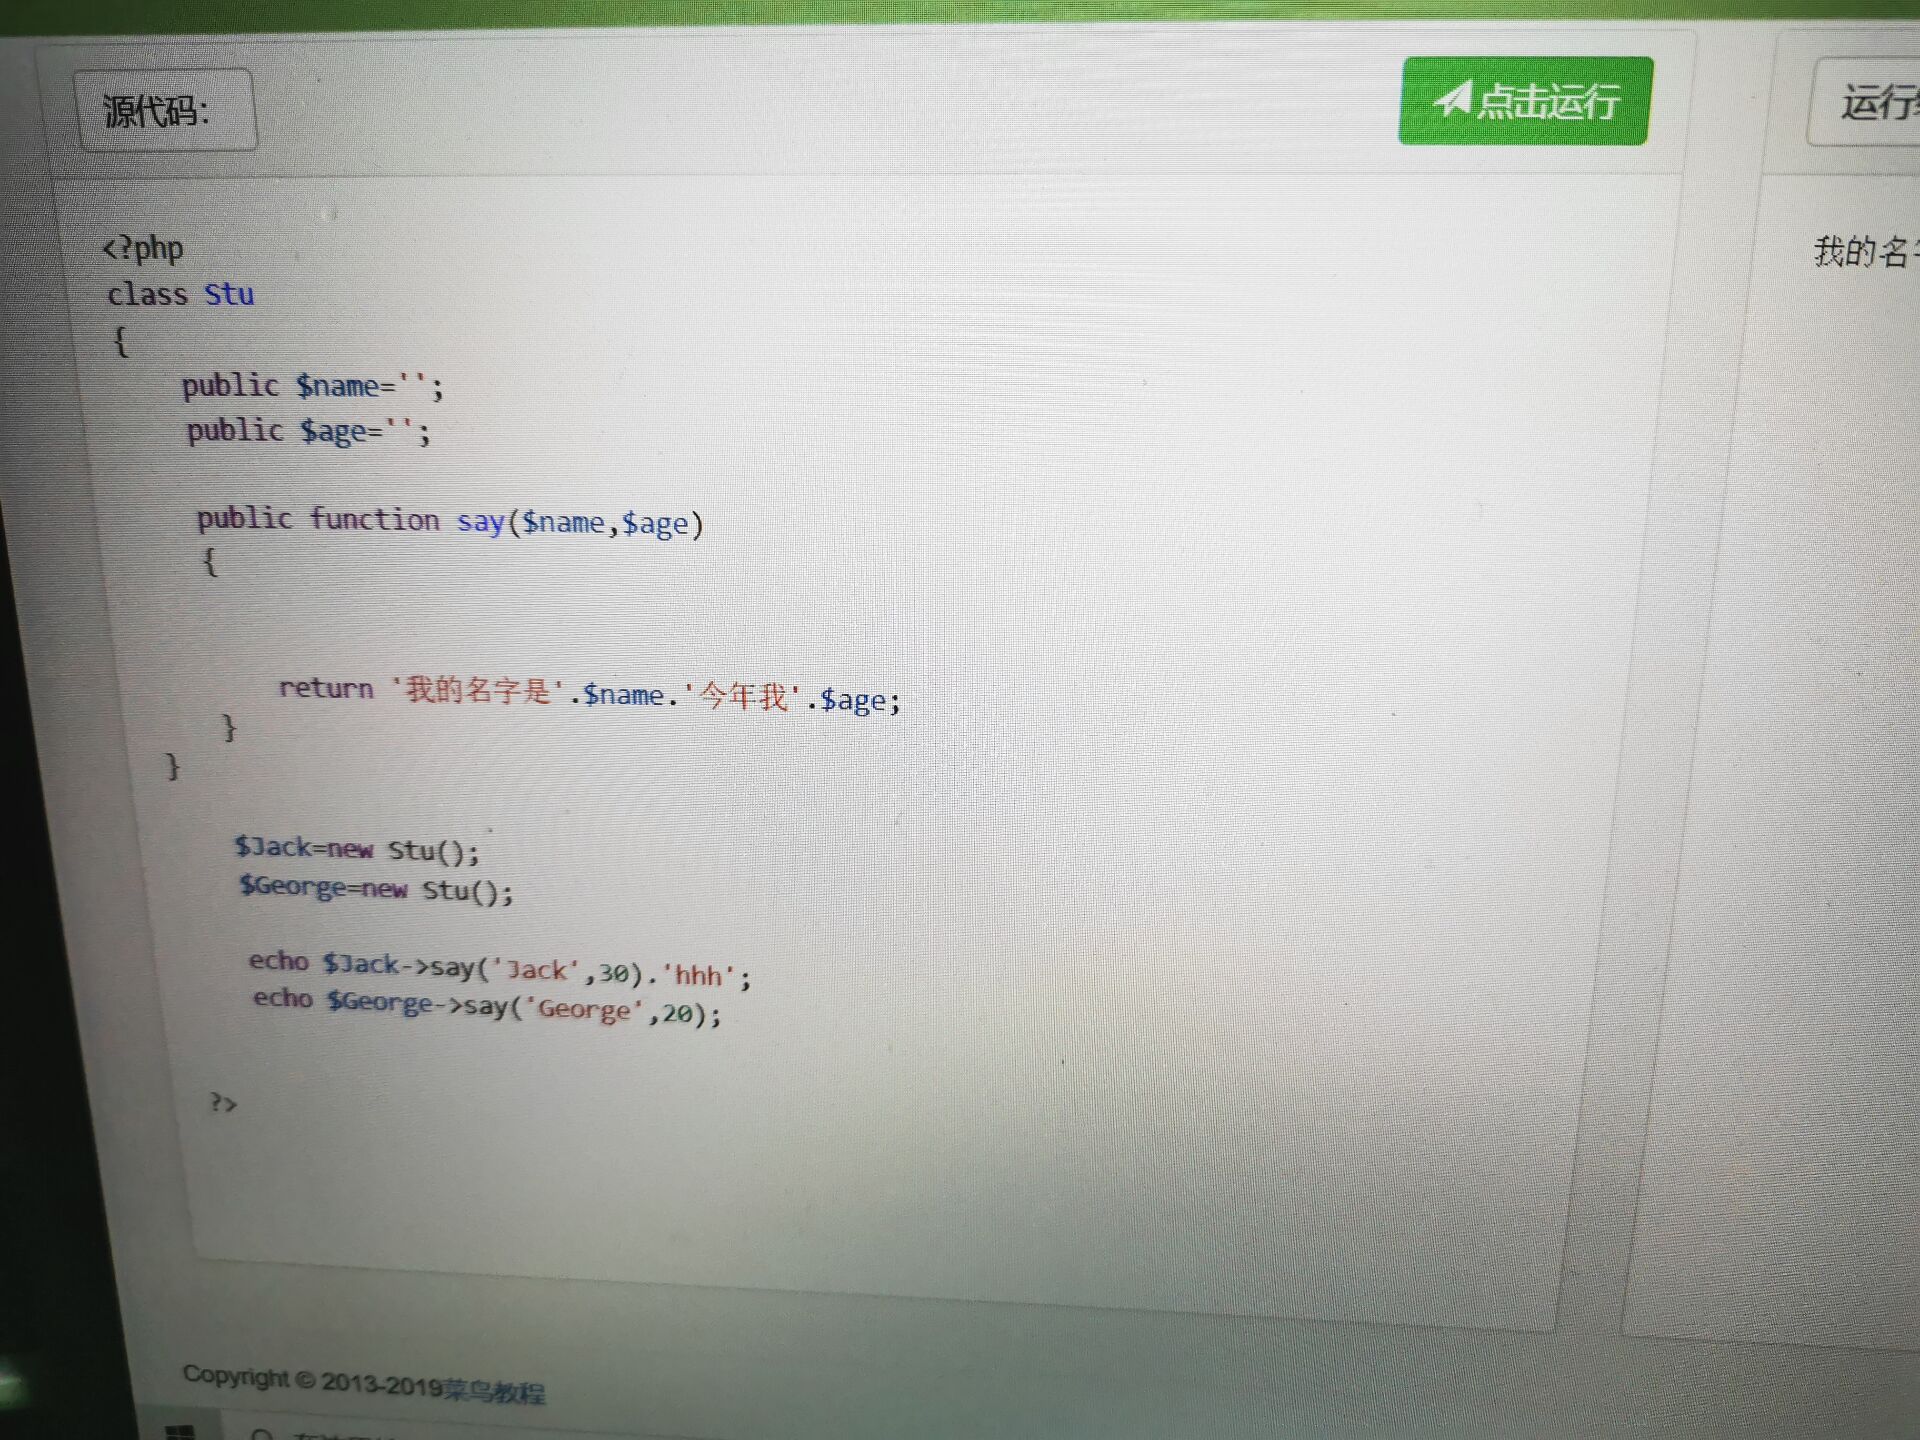 源代码:
点击运行
运行
<?php
class Stu
{
public $name='';
public $age='';
public function say($name,$age)
{
return '我的名字是'.$name.'今年我'.$age;
}
}
$Jack=new Stu();
$George=new Stu();
echo $Jack->say('Jack',30).'hhh';
echo $George->say('George',20);
?>
我的名
Copyright © 2013-2019菜鸟教程